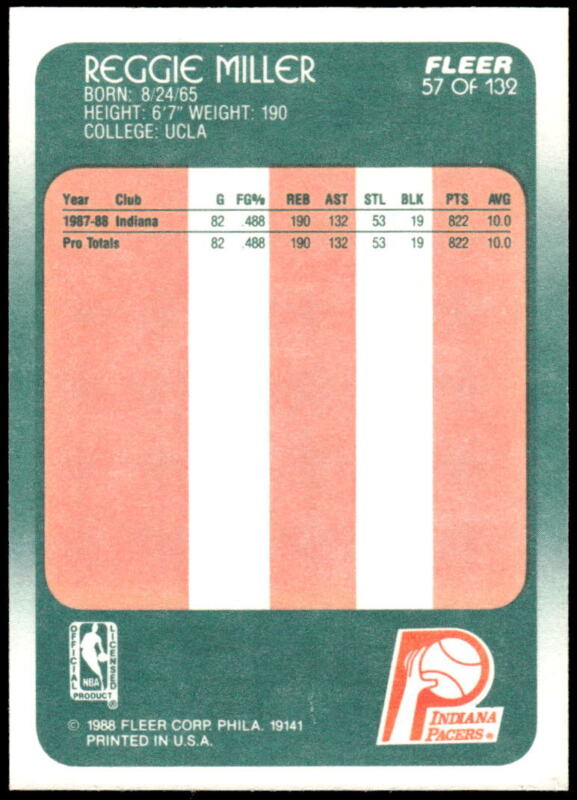 REGGIE MILLER
FLEER
57 OF 132
BORN: 8/24/65
HEIGHT: 6'7" WEIGHT: 190
COLLEGE: UCLA
Year Club G FG% REB AST STL BLK PTS AVG
1987-88 Indiana 82 .488 190 132 53 19 822 10.0
Pro Totals 82 .488 190 132 53 19 822 10.0
OFFICIAL LICENSED
NBA
PRODUCT ®
INDIANA
PACERS ®
© 1988 FLEER CORP. PHILA. 19141
PRINTED IN U.S.A.